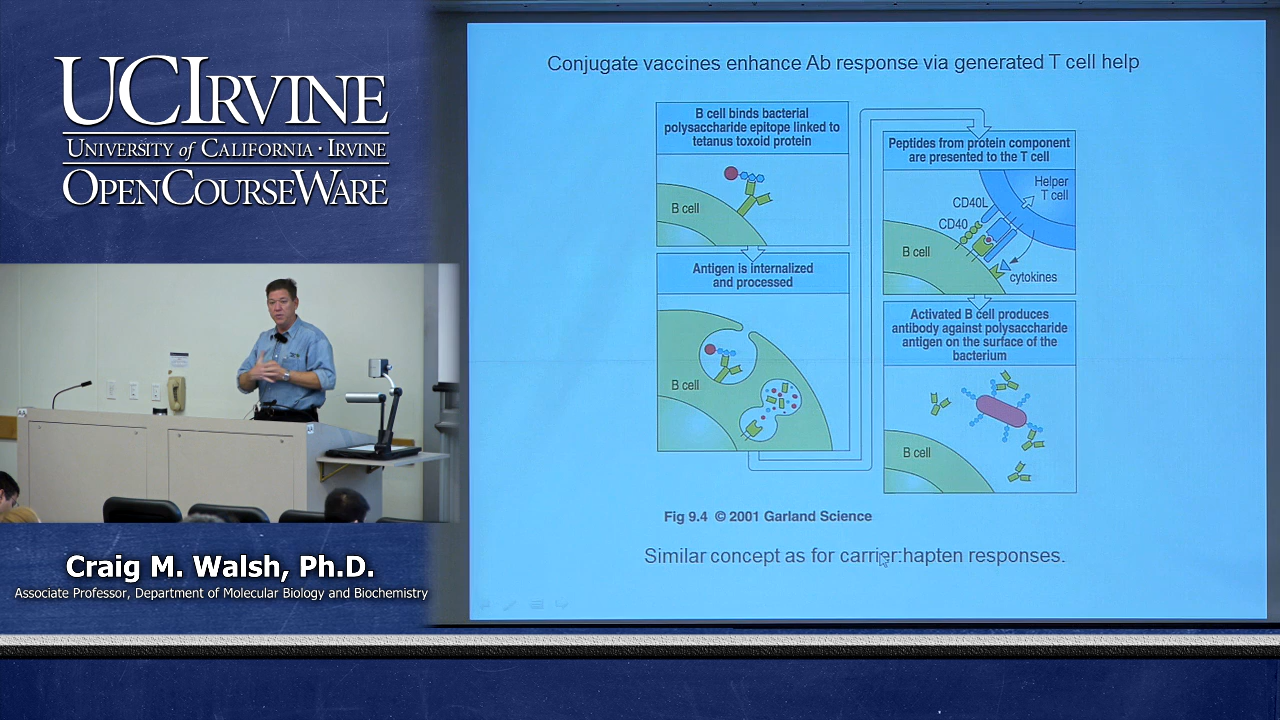 UCIRVINE
UNIVERSITY of CALIFORNIA · IRVINE
OPENCOURSEWARE
Craig M. Walsh, Ph.D.
Associate Professor, Department of Molecular Biology and Biochemistry
Conjugate vaccines enhance Ab response via generated T cell help
B cell binds bacterial
polysaccharide epitope linked to
tetanus toxoid protein
B cell
Antigen is internalized
and processed
B cell
Peptides from protein component
are presented to the T cell
Helper
T cell
CD40L
CD40
B cell
cytokines
Activated B cell produces
antibody against polysaccharide
antigen on the surface of the
bacterium
B cell
Fig 9.4 © 2001 Garland Science
Similar concept as for carrier:hapten responses.